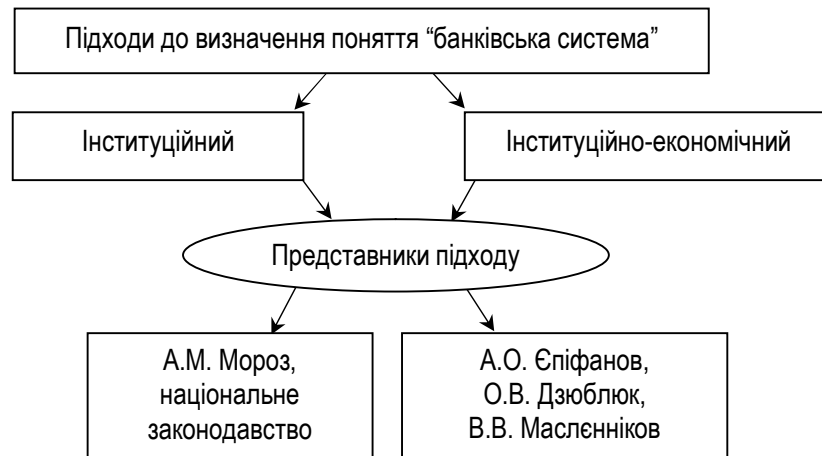 Підходи до визначення поняття “банківська система”
Інституційний
Інституційно-економічний
Представники підходу
А.М. Мороз,
національне
законодавство
А.О. Єпіфанов,
О.В. Дзюблюк,
В.В. Маслєнніков